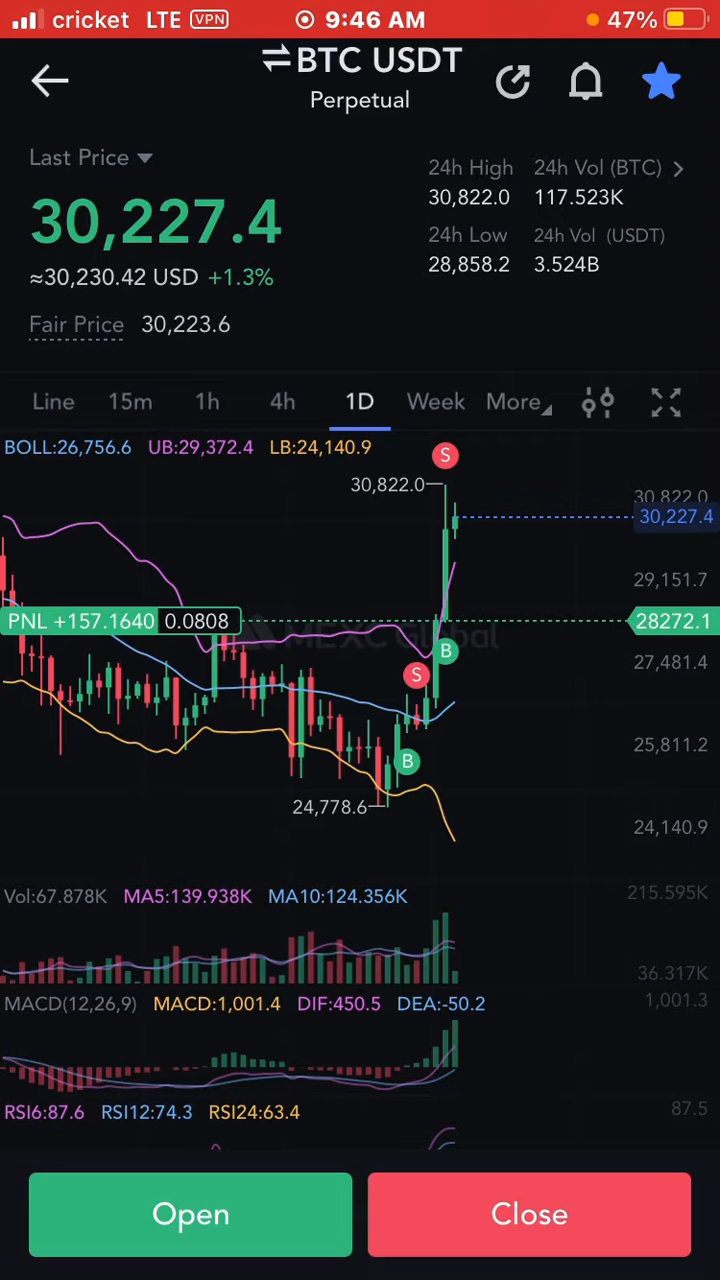 cricket LTE VPN 9:46 AM 47%
BTC USDT
Perpetual
Last Price
30,227.4
≈30,230.42 USD +1.3%
Fair Price 30,223.6
24h High 24h Vol (BTC)
30,822.0 117.523K
24h Low 24h Vol (USDT)
28,858.2 3.524B
Line 15m 1h 4h 1D Week More
BOLL:26,756.6 UB:29,372.4 LB:24,140.9
S
30,822.0
30,822.0
30,227.4
29,151.7
PNL +157.1640 0.0808
28272.1
MEXC Global
B
27,481.4
S
25,811.2
B
24,778.6
24,140.9
Vol:67.878K MA5:139.938K MA10:124.356K
215.595K
36.317K
MACD(12,26,9) MACD:1,001.4 DIF:450.5 DEA:-50.2
1,001.3
RSI6:87.6 RSI12:74.3 RSI24:63.4
87.5
Open Close